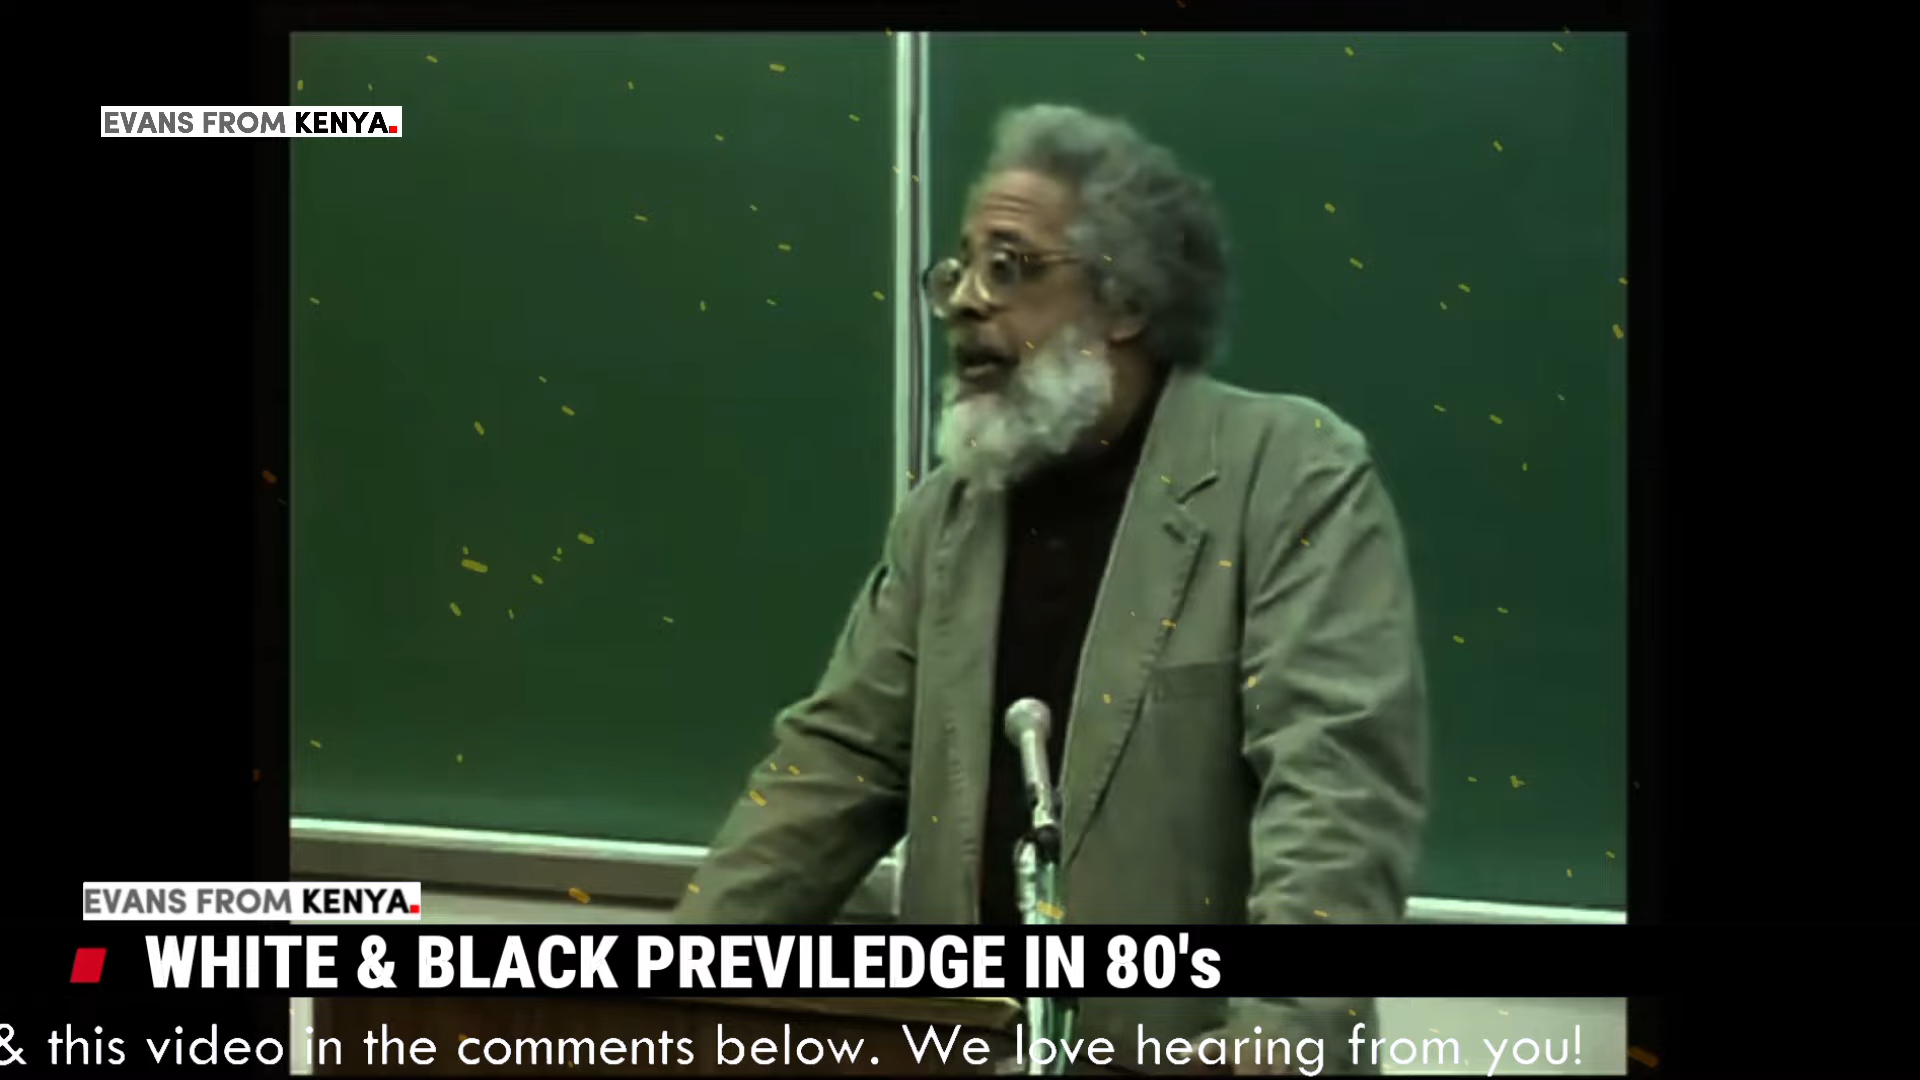 EVANS FROM KENYA.
EVANS FROM KENYA.
WHITE & BLACK PREVILEDGE IN 80's
& this video in the comments below. We love hearing from you!